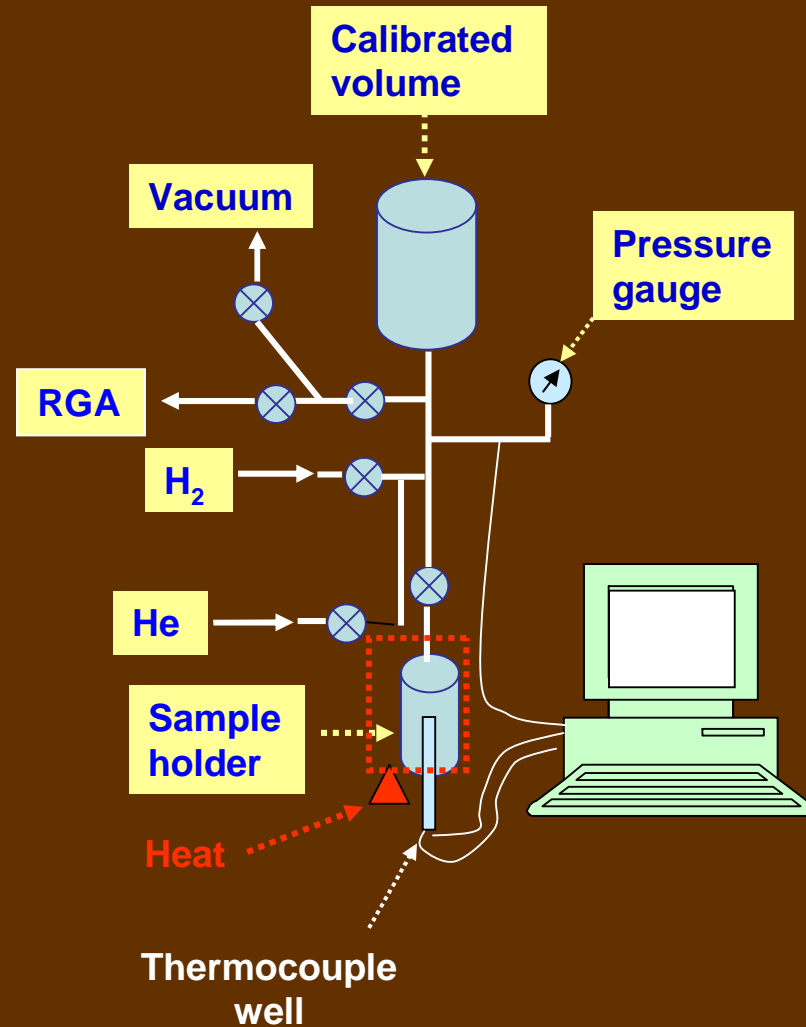 Calibrated
volume
Vacuum
Pressure
gauge
RGA
H₂
He
Sample
holder
Heat
Thermocouple
well